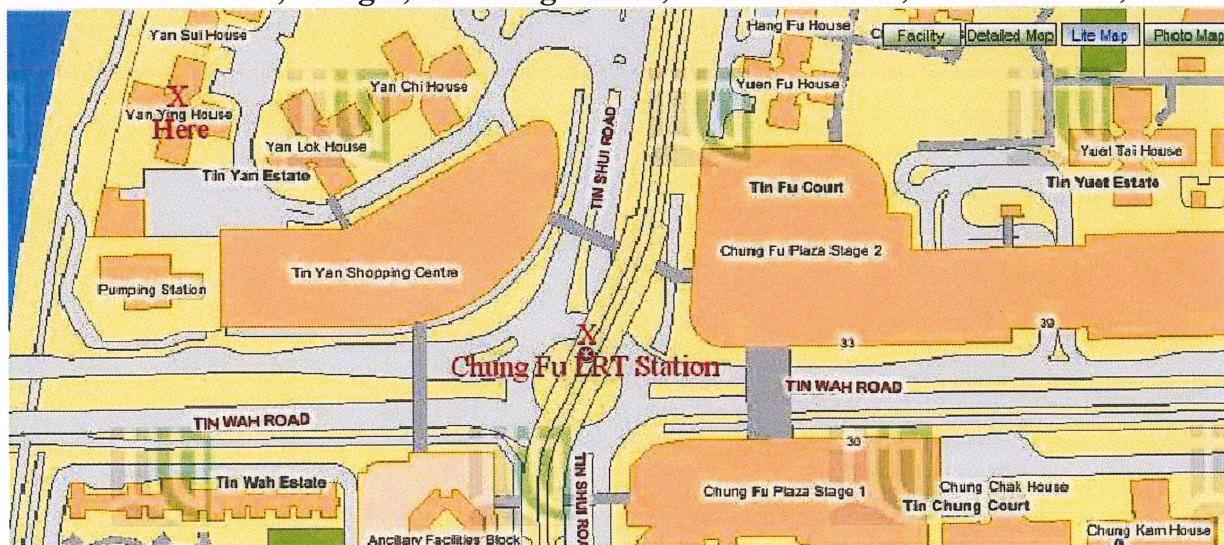 Yan Sui House
Hang Fu House
Facility
Detailed Map
Lite Map
Photo Map
Yan Chi House
Yuen Fu House
X
Yan Ying House
Here
Yan Lok House
TIN SHUI ROAD
Yuet Tai House
Tin Yan Estate
Tin Fu Court
Tin Yuet Estate
Chung Fu Plaza Stage 2
Tin Yan Shopping Centre
Pumping Station
39
X
33
Chung Fu LRT Station
TIN WAH ROAD
TIN WAH ROAD
30
Tin Wah Estate
Chung Fu Plaza Stage 1
Chung Chak House
Tin Chung Court
TIN SHUI ROA
Chung Kam House
Ancillary Facilities Block